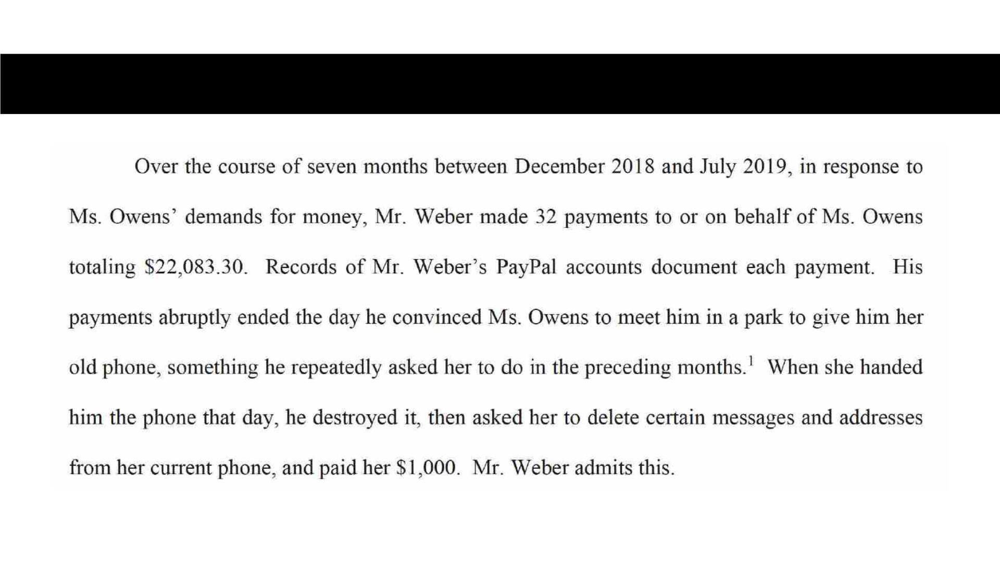 Over the course of seven months between December 2018 and July 2019, in response to
Ms. Owens’ demands for money, Mr. Weber made 32 payments to or on behalf of Ms. Owens
totaling $22,083.30. Records of Mr. Weber’s PayPal accounts document each payment. His
payments abruptly ended the day he convinced Ms. Owens to meet him in a park to give him her
old phone, something he repeatedly asked her to do in the preceding months.¹ When she handed
him the phone that day, he destroyed it, then asked her to delete certain messages and addresses
from her current phone, and paid her $1,000. Mr. Weber admits this.